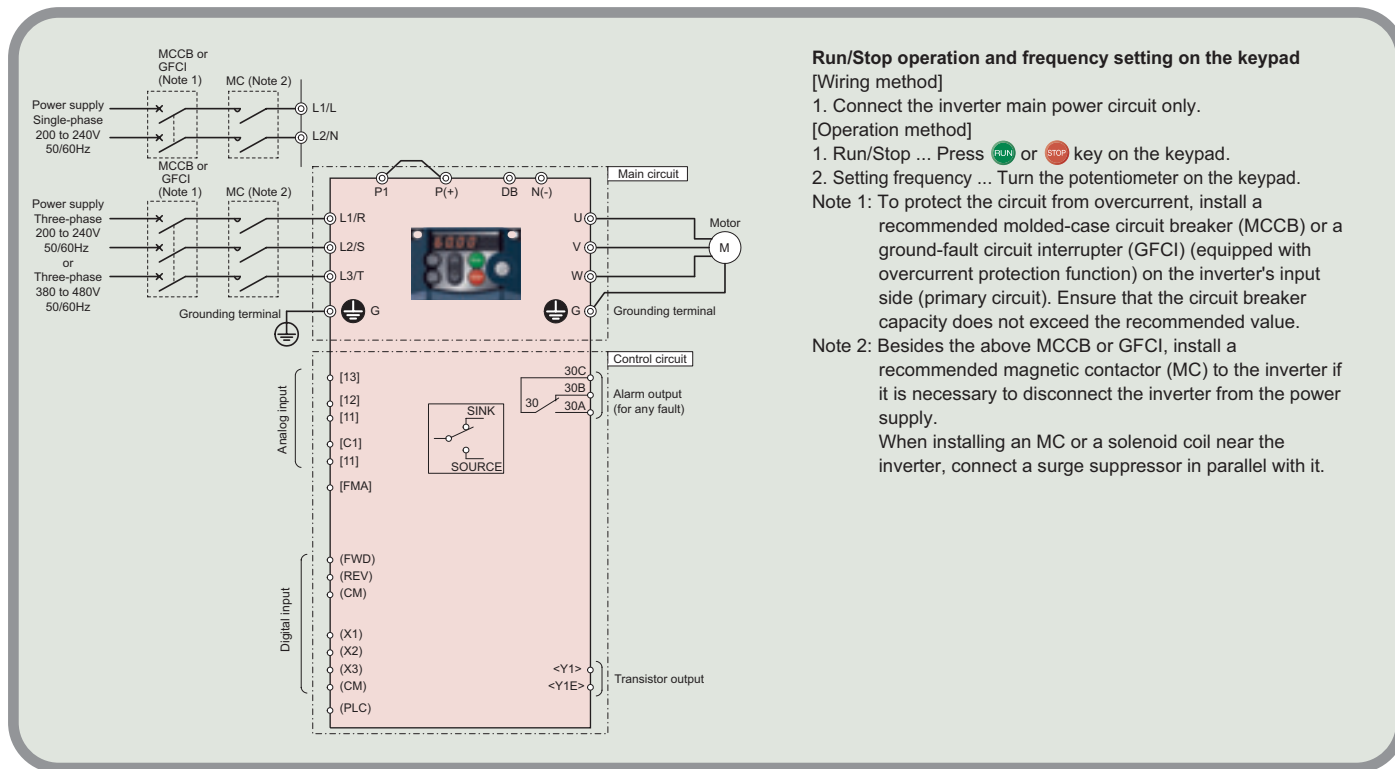 MCCB or
GFCI
(Note 1)
MC (Note 2)
Power supply
Single-phase
200 to 240V
50/60Hz
L1/L
L2/N
MCCB or
GFCI
(Note 1)
MC (Note 2)
Power supply
Three-phase
200 to 240V
50/60Hz
or
Three-phase
380 to 480V
50/60Hz
Grounding terminal
P1
P(+)
DB
N(-)
Main circuit
L1/R
L2/S
L3/T
G
60.00
U
V
W
G
Motor
M
Grounding terminal
Control circuit
Analog input
[13]
[12]
[11]
[C1]
[11]
[FMA]
SINK
SOURCE
30C
30B
30
30A
Alarm output
(for any fault)
Digital input
(FWD)
(REV)
(CM)
(X1)
(X2)
(X3)
(CM)
(PLC)
<Y1>
<Y1E>
Transistor output
Run/Stop operation and frequency setting on the keypad
[Wiring method]
1. Connect the inverter main power circuit only.
[Operation method]
1. Run/Stop ... Press RUN or STOP key on the keypad.
2. Setting frequency ... Turn the potentiometer on the keypad.
Note 1: To protect the circuit from overcurrent, install a
recommended molded-case circuit breaker (MCCB) or a
ground-fault circuit interrupter (GFCI) (equipped with
overcurrent protection function) on the inverter's input
side (primary circuit). Ensure that the circuit breaker
capacity does not exceed the recommended value.
Note 2: Besides the above MCCB or GFCI, install a
recommended magnetic contactor (MC) to the inverter if
it is necessary to disconnect the inverter from the power
supply.
When installing an MC or a solenoid coil near the
inverter, connect a surge suppressor in parallel with it.